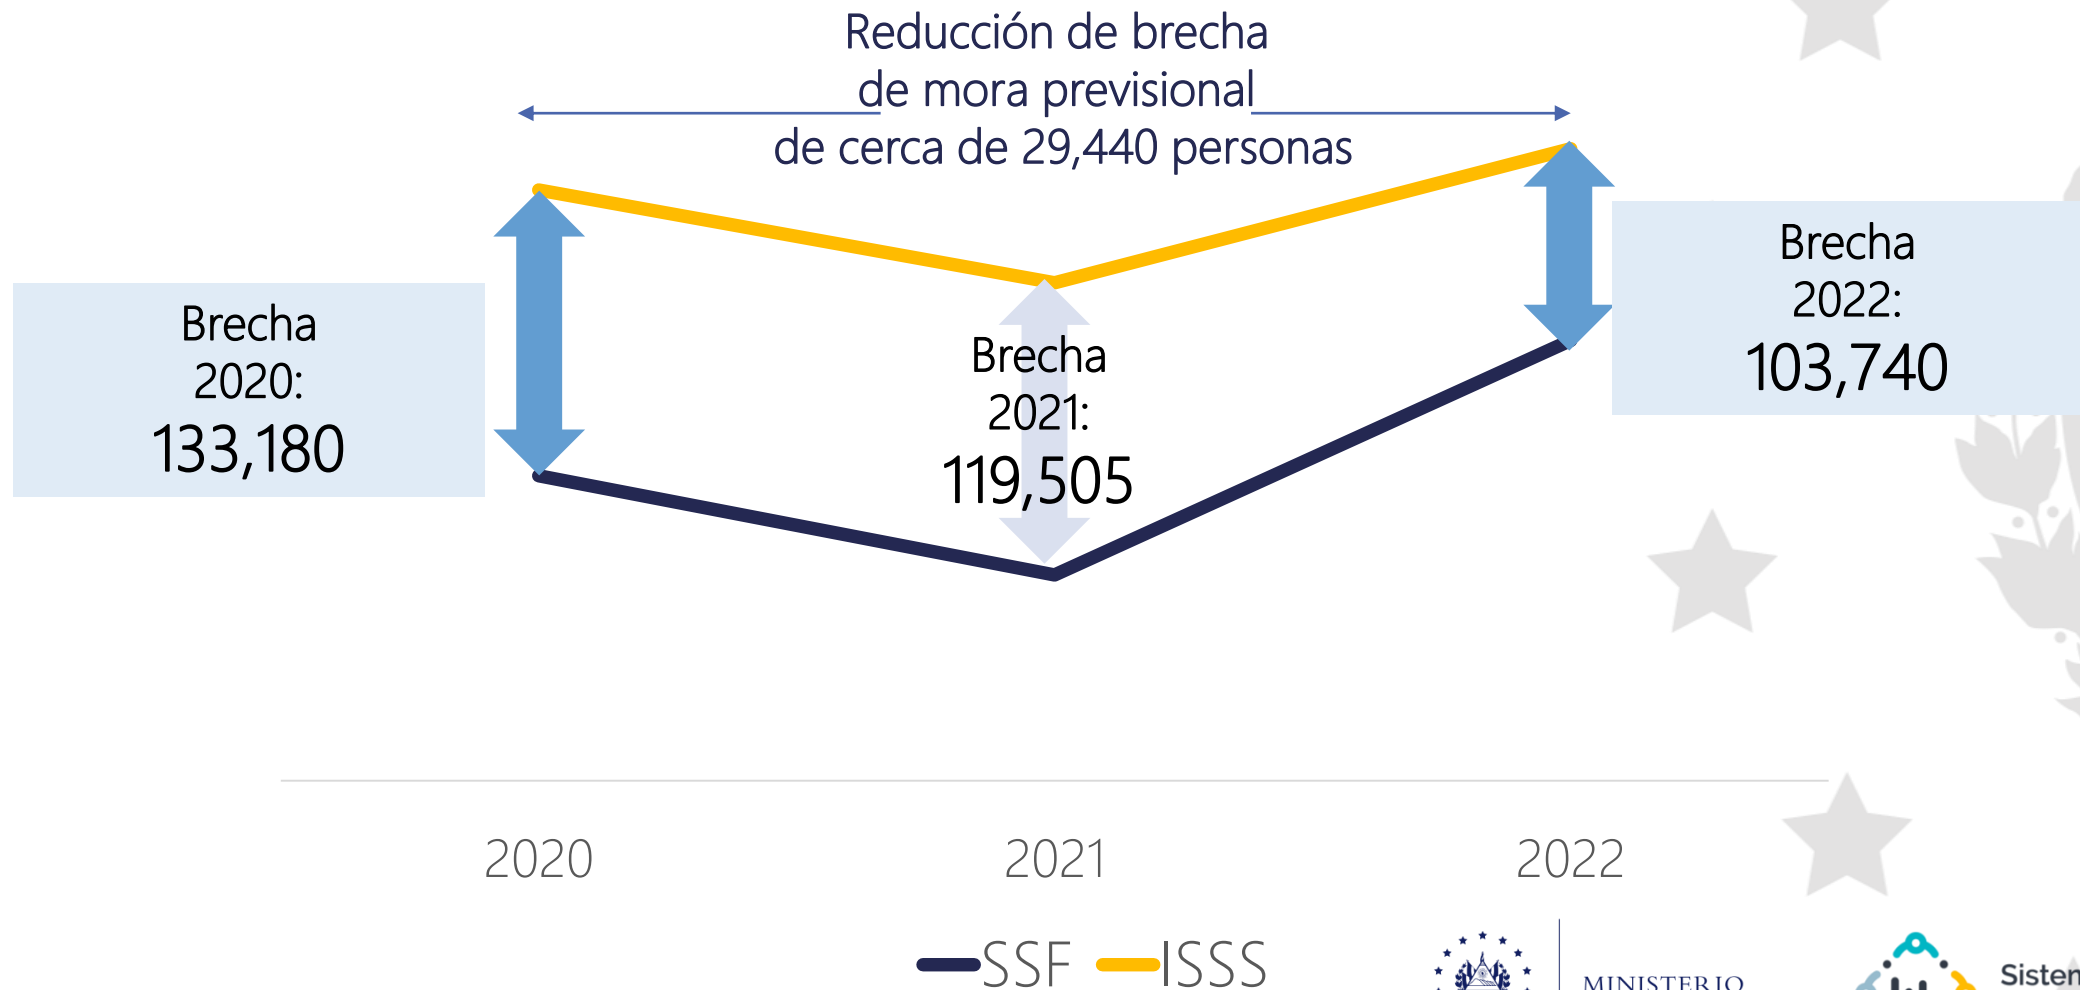 Reducción de brecha
de mora previsional
de cerca de 29,440 personas
Brecha
2020:
133,180
Brecha
2021:
119,505
Brecha
2022:
103,740
2020
2021
2022
SSF
ISSS
MINISTERIO